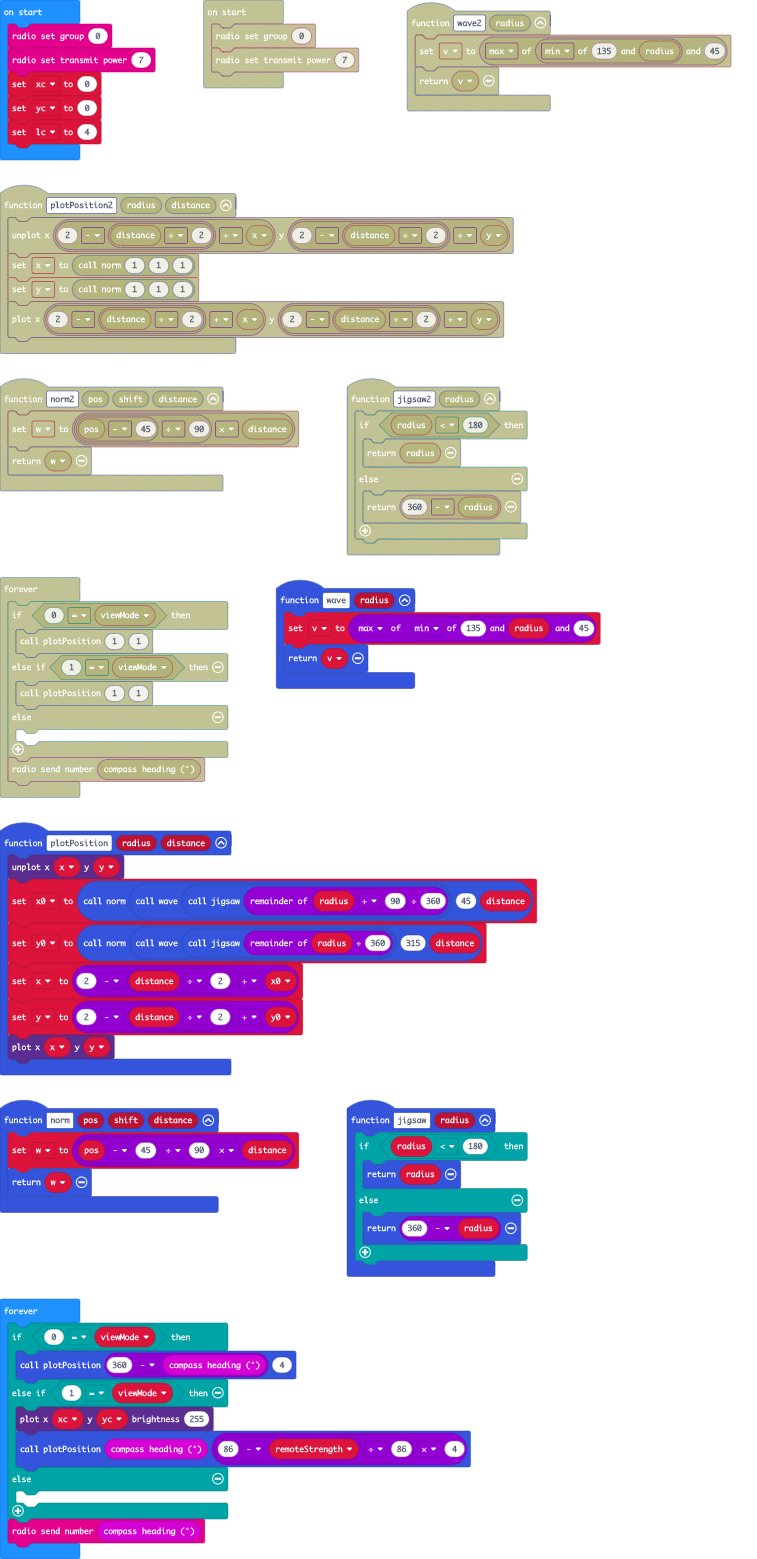 on start
radio set group 0
radio set transmit power 7
set xc to 0
set yc to 0
set lc to 4
on start
radio set group 0
radio set transmit power 7
function wave2 radius
set v to max of min of 135 and radius and 45
return v
function plotPosition2 radius distance
unplot x 2 - distance ÷ 2 + x y 2 - distance ÷ 2 + y
set x to call norm 1 1 1
set y to call norm 1 1 1
plot x 2 - distance ÷ 2 + x y 2 - distance ÷ 2 + y
function norm2 pos shift distance
set w to pos - 45 ÷ 90 × distance
return w
function jigsaw2 radius
if radius < 180 then
return radius
else
return 360 - radius
forever
if 0 = viewMode then
call plotPosition 1 1
else if 1 = viewMode then
call plotPosition 1 1
else
radio send number compass heading (°)
function wave radius
set v to max of min of 135 and radius and 45
return v
function plotPosition radius distance
unplot x x y y
set x0 to call norm call wave call jigsaw remainder of radius + 90 ÷ 360 45 distance
set y0 to call norm call wave call jigsaw remainder of radius ÷ 360 315 distance
set x to 2 - distance ÷ 2 + x0
set y to 2 - distance ÷ 2 + y0
plot x x y y
function norm pos shift distance
set w to pos - 45 ÷ 90 × distance
return w
function jigsaw radius
if radius < 180 then
return radius
else
return 360 - radius
forever
if 0 = viewMode then
call plotPosition 360 - compass heading (°) 4
else if 1 = viewMode then
plot x xc y yc brightness 255
call plotPosition compass heading (°) 86 - remoteStrength ÷ 86 × 4
else
radio send number compass heading (°)